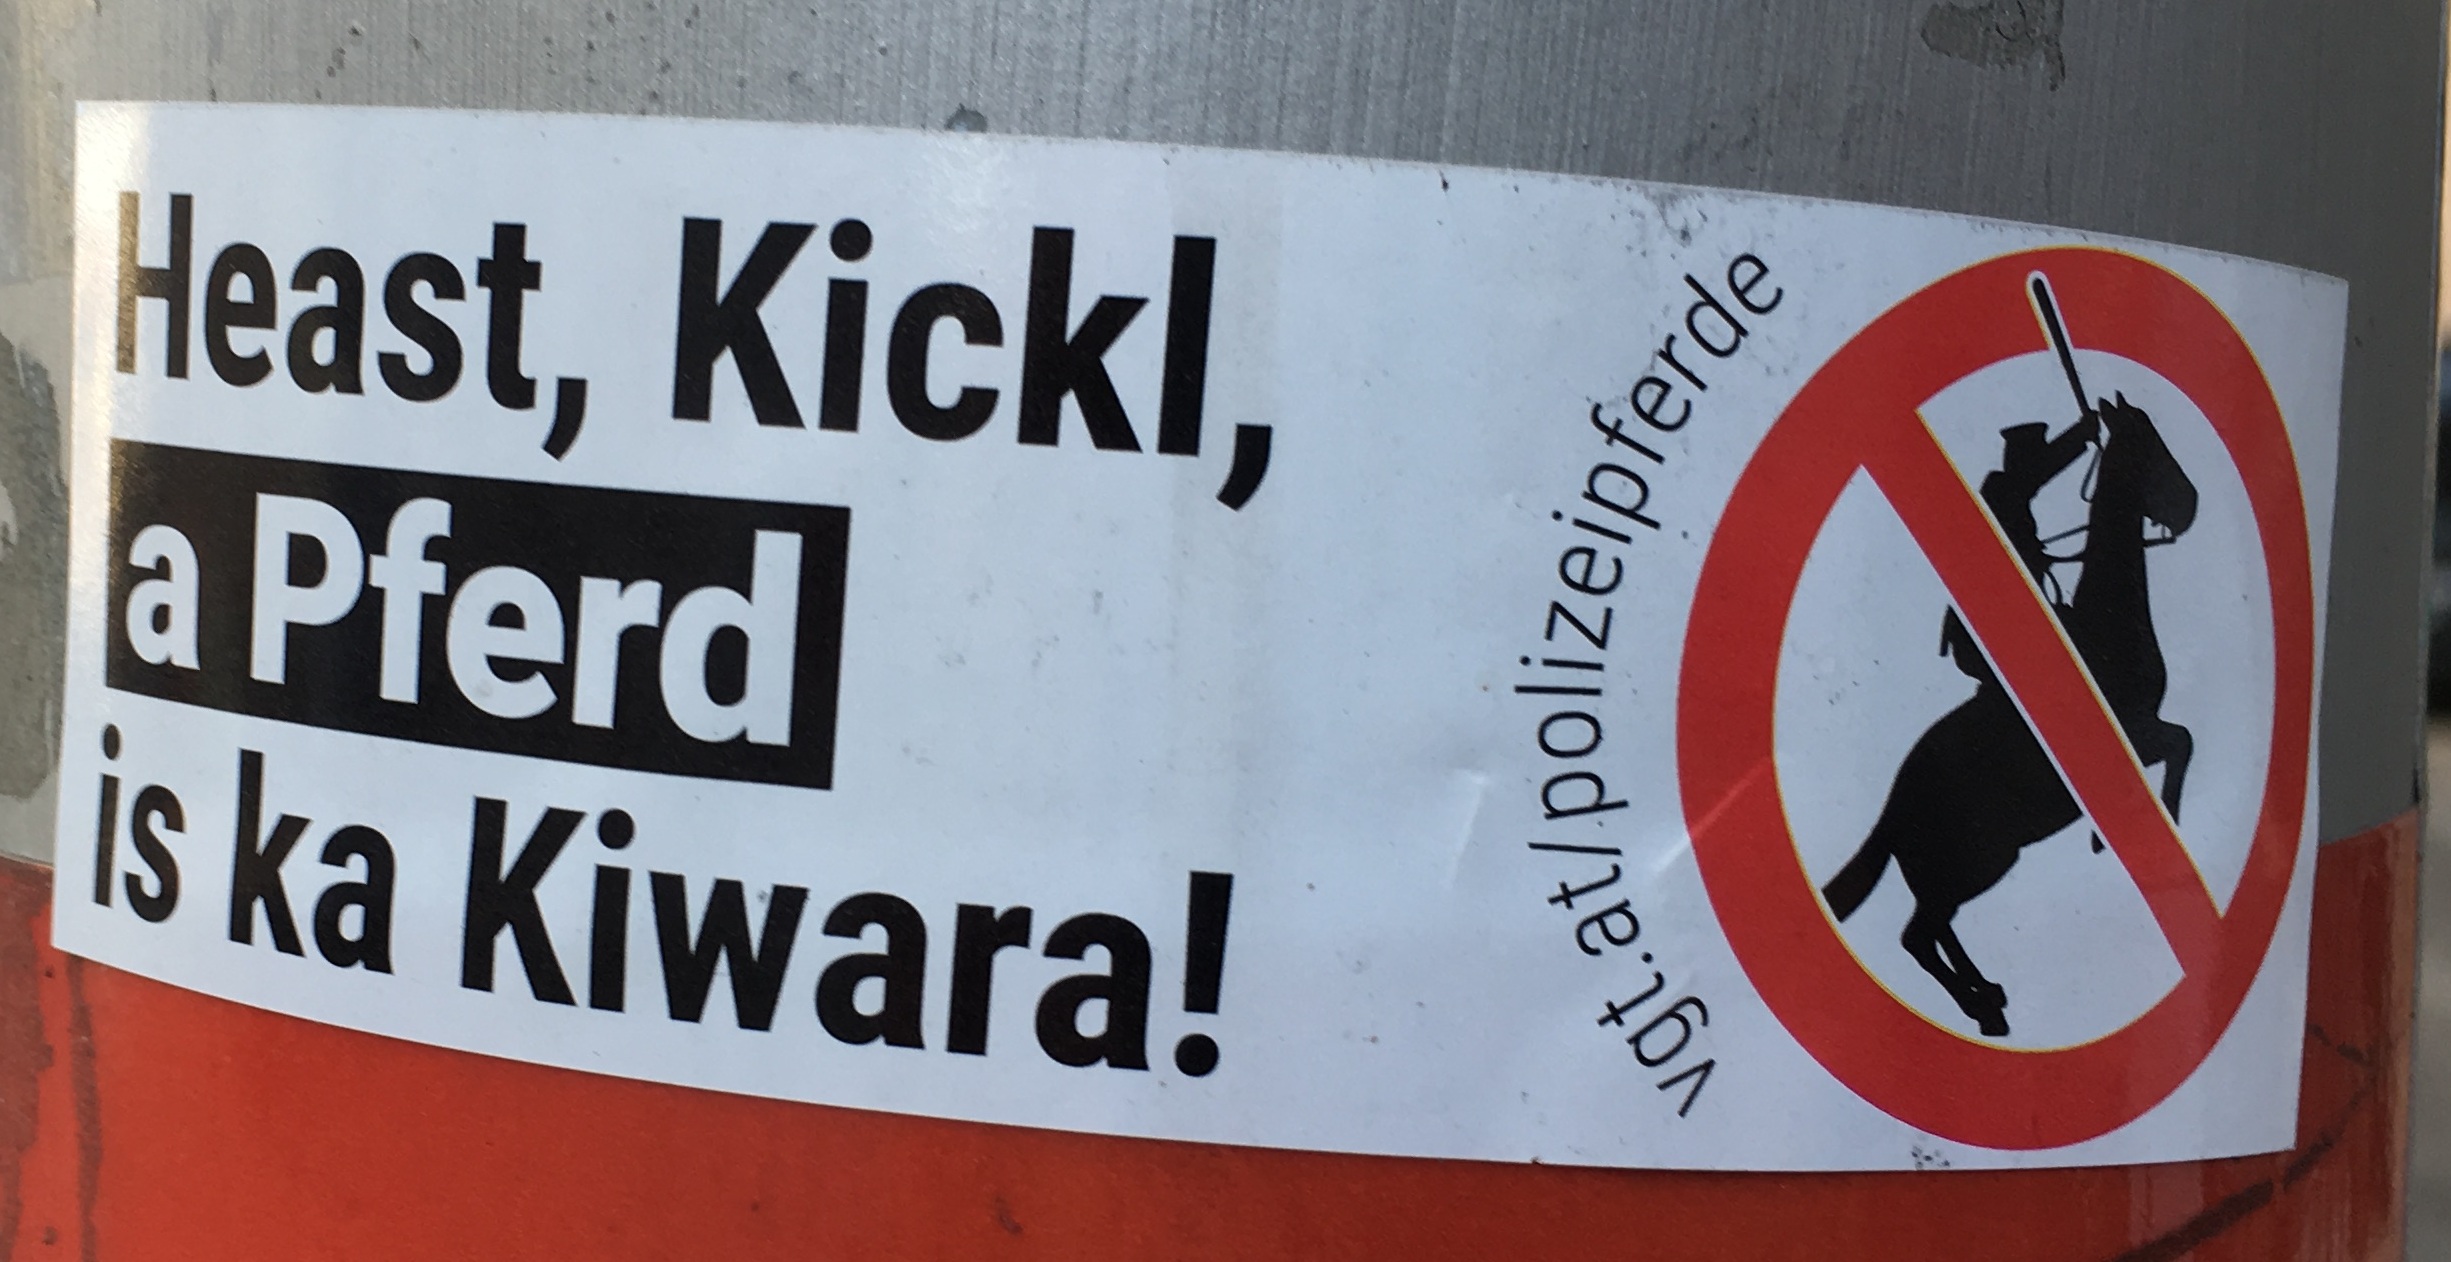 Heast, Kickl,
a Pferd
is ka Kiwara!
vgt.at/polizeipferde